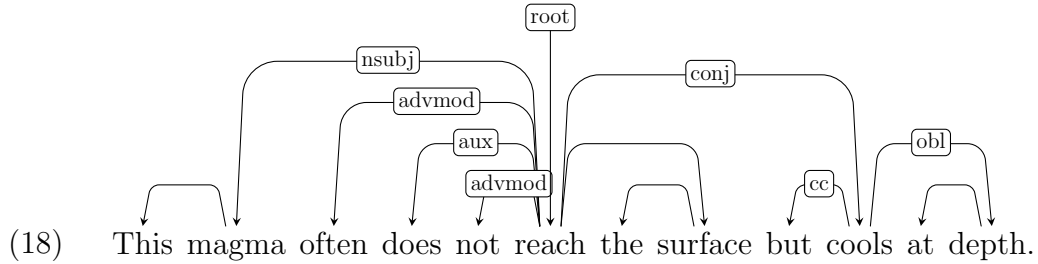 root
nsubj
conj
advmod
aux
obl
advmod
cc
(18) This magma often does not reach the surface but cools at depth.